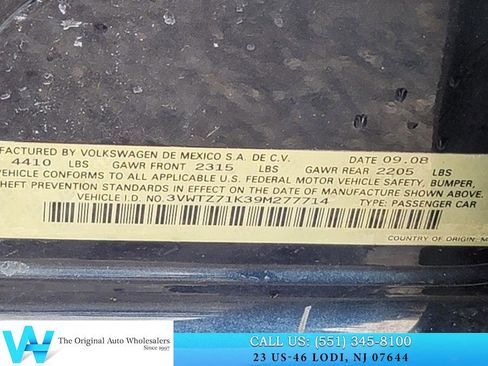 FACTURED BY VOLKSWAGEN DE MEXICO S.A. DE C.V. DATE 09.08
4410 LBS GAWR FRONT 2315 LBS GAWR REAR 2205 LBS
VEHICLE CONFORMS TO ALL APPLICABLE U.S. FEDERAL MOTOR VEHICLE SAFETY, BUMPER,
THEFT PREVENTION STANDARDS IN EFFECT ON THE DATE OF MANUFACTURE SHOWN ABOVE.
VEHICLE I.D. NO. 3VWTZ71K39M277714 TYPE: PASSENGER CAR
COUNTRY OF ORIGIN: M
W
The Original Auto Wholesalers
Since 1997
CALL US: (551) 345-8100
23 US-46 LODI, NJ 07644